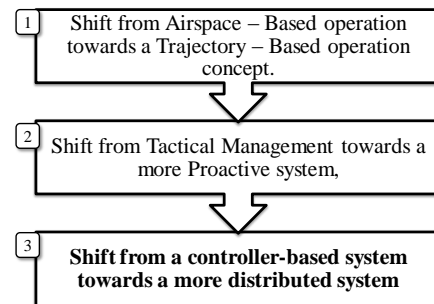 1
Shift from Airspace – Based operation
towards a Trajectory – Based operation
concept.
2
Shift from Tactical Management towards a
more Proactive system,
3
Shift from a controller-based system
towards a more distributed system